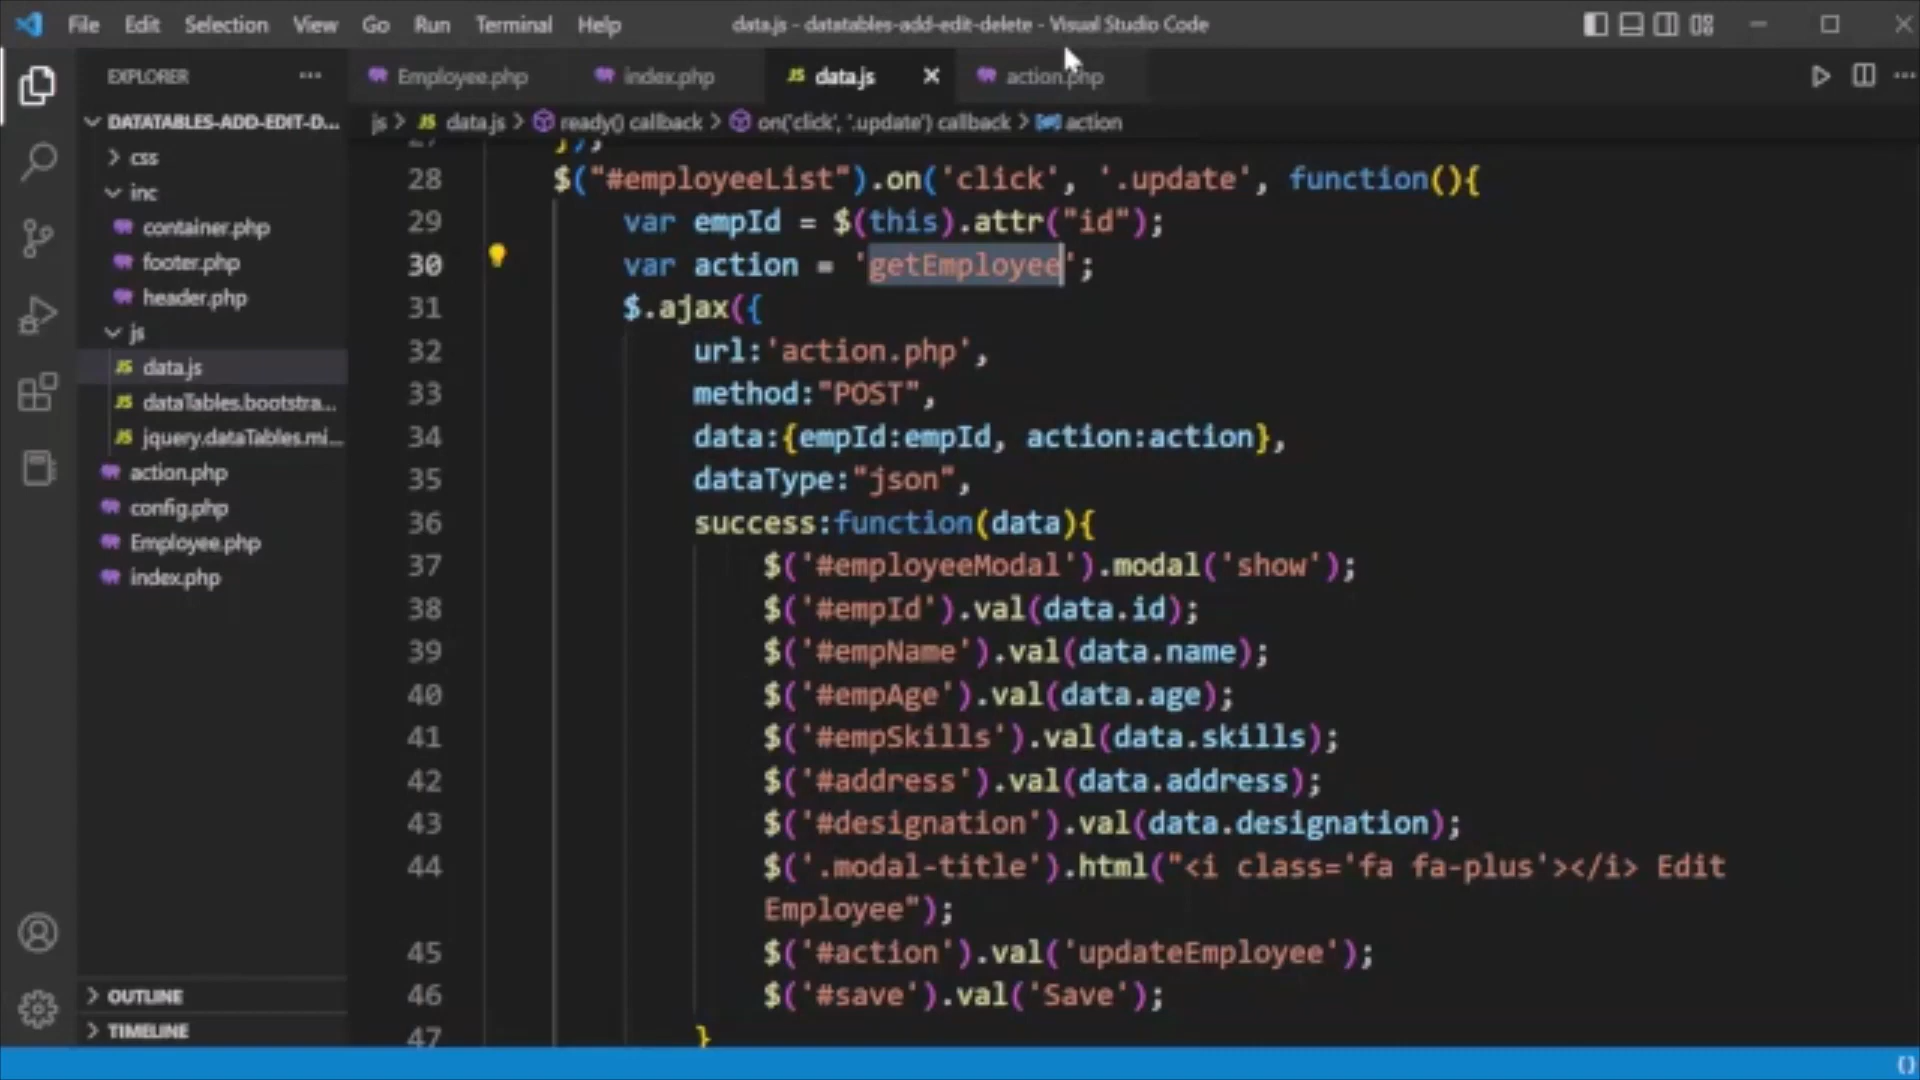 File Edit Selection View Go Run Terminal Help data.js - datatables-add-edit-delete - Visual Studio Code
EXPLORER
Employee.php index.php data.js action.php
DATATABLES-ADD-EDIT-D...
js > JS data.js > ready() callback > on('click', '.update') callback > action
css
inc
container.php
footer.php
header.php
js
JS data.js
JS dataTables.bootstra...
JS jquery.dataTables.mi...
action.php
config.php
Employee.php
index.php
OUTLINE
TIMELINE
27 });
28 $("#employeeList").on('click', '.update', function(){
29 var empId = $(this).attr("id");
30 var action = 'getEmployee';
31 $.ajax({
32 url:'action.php',
33 method:"POST",
34 data:{empId:empId, action:action},
35 dataType:"json",
36 success:function(data){
37 $('#employeeModal').modal('show');
38 $('#empId').val(data.id);
39 $('#empName').val(data.name);
40 $('#empAge').val(data.age);
41 $('#empSkills').val(data.skills);
42 $('#address').val(data.address);
43 $('#designation').val(data.designation);
44 $('.modal-title').html("<i class='fa fa-plus'></i> Edit
Employee");
45 $('#action').val('updateEmployee');
46 $('#save').val('Save');
47 }